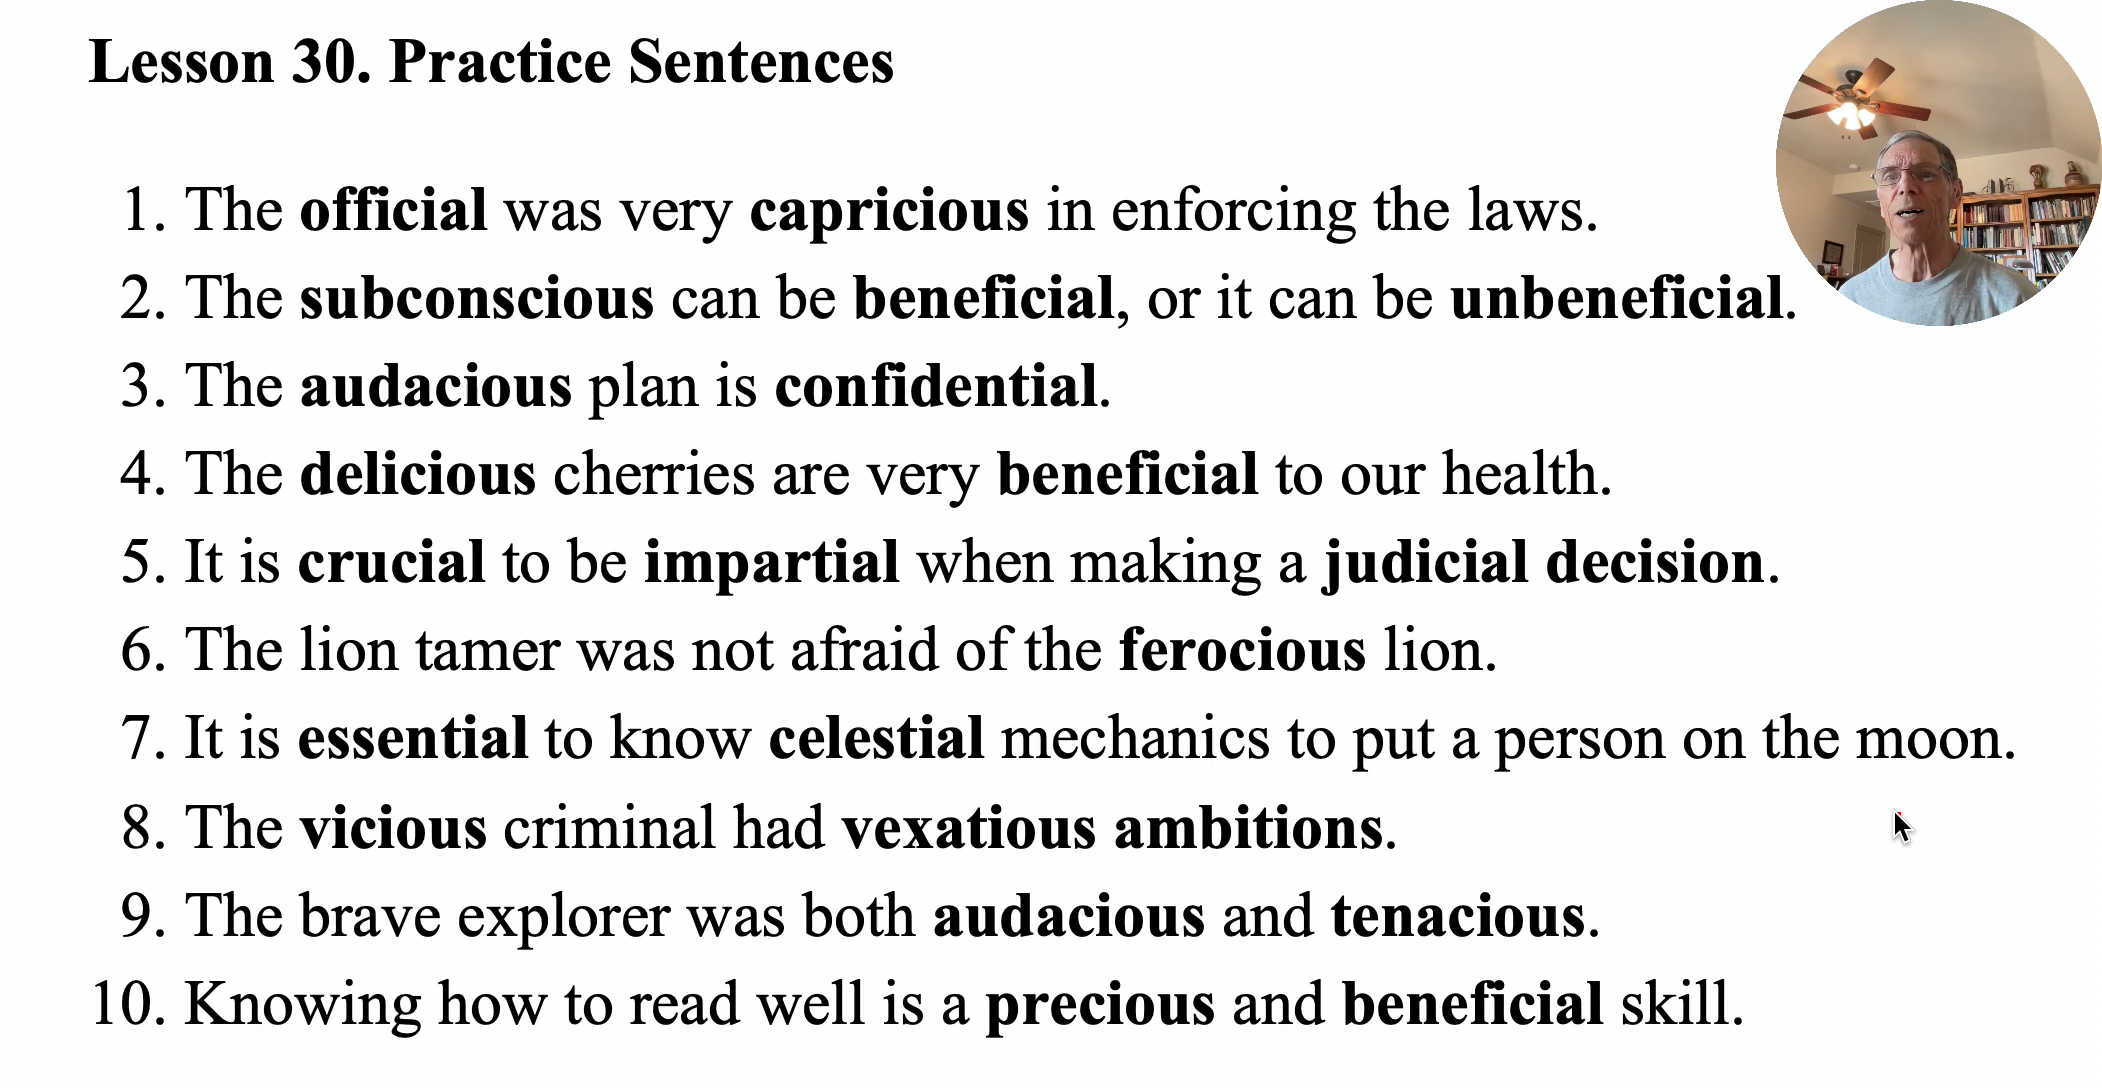 Lesson 30. Practice Sentences
1. The official was very capricious in enforcing the laws.
2. The subconscious can be beneficial, or it can be unbeneficial.
3. The audacious plan is confidential.
4. The delicious cherries are very beneficial to our health.
5. It is crucial to be impartial when making a judicial decision.
6. The lion tamer was not afraid of the ferocious lion.
7. It is essential to know celestial mechanics to put a person on the moon.
8. The vicious criminal had vexatious ambitions.
9. The brave explorer was both audacious and tenacious.
10. Knowing how to read well is a precious and beneficial skill.